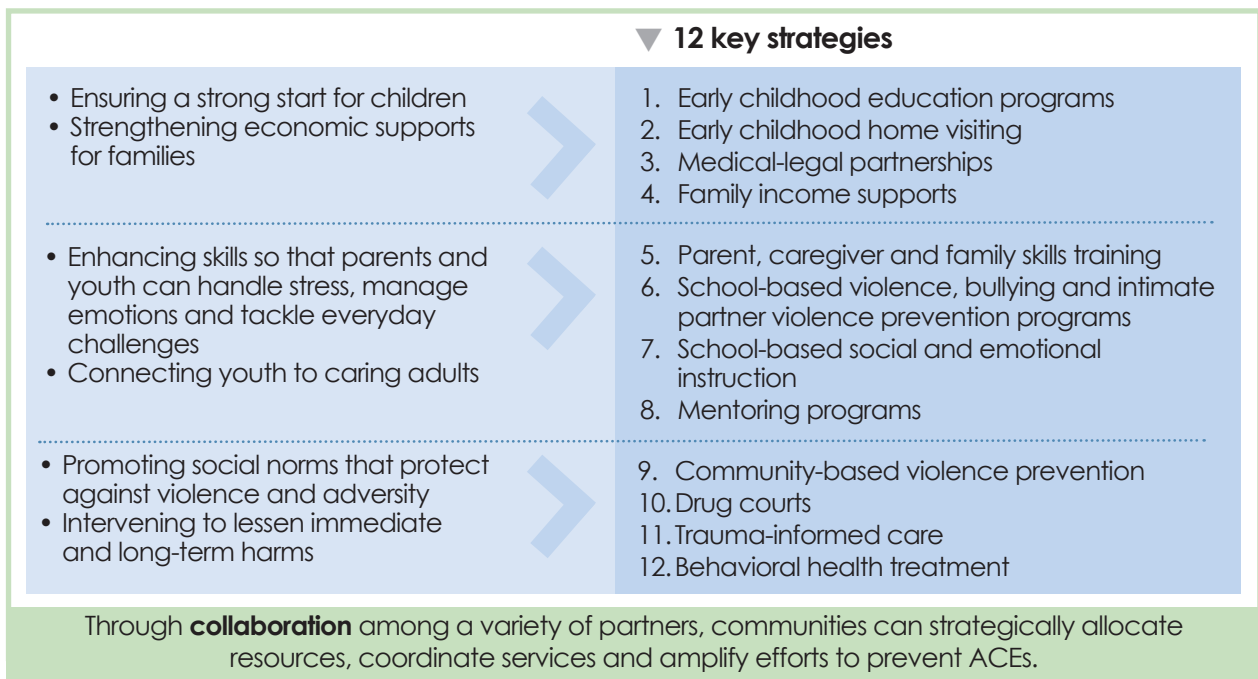 ▼ 12 key strategies
• Ensuring a strong start for children
• Strengthening economic supports
for families
1. Early childhood education programs
2. Early childhood home visiting
3. Medical-legal partnerships
4. Family income supports
• Enhancing skills so that parents and
youth can handle stress, manage
emotions and tackle everyday
challenges
• Connecting youth to caring adults
5. Parent, caregiver and family skills training
6. School-based violence, bullying and intimate
partner violence prevention programs
7. School-based social and emotional
instruction
8. Mentoring programs
• Promoting social norms that protect
against violence and adversity
• Intervening to lessen immediate
and long-term harms
9. Community-based violence prevention
10. Drug courts
11. Trauma-informed care
12. Behavioral health treatment
Through collaboration among a variety of partners, communities can strategically allocate
resources, coordinate services and amplify efforts to prevent ACEs.